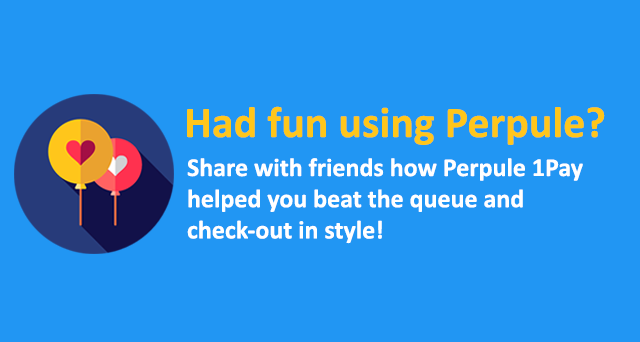 Had fun using Perpule?
Share with friends how Perpule 1Pay
helped you beat the queue and
check-out in style!